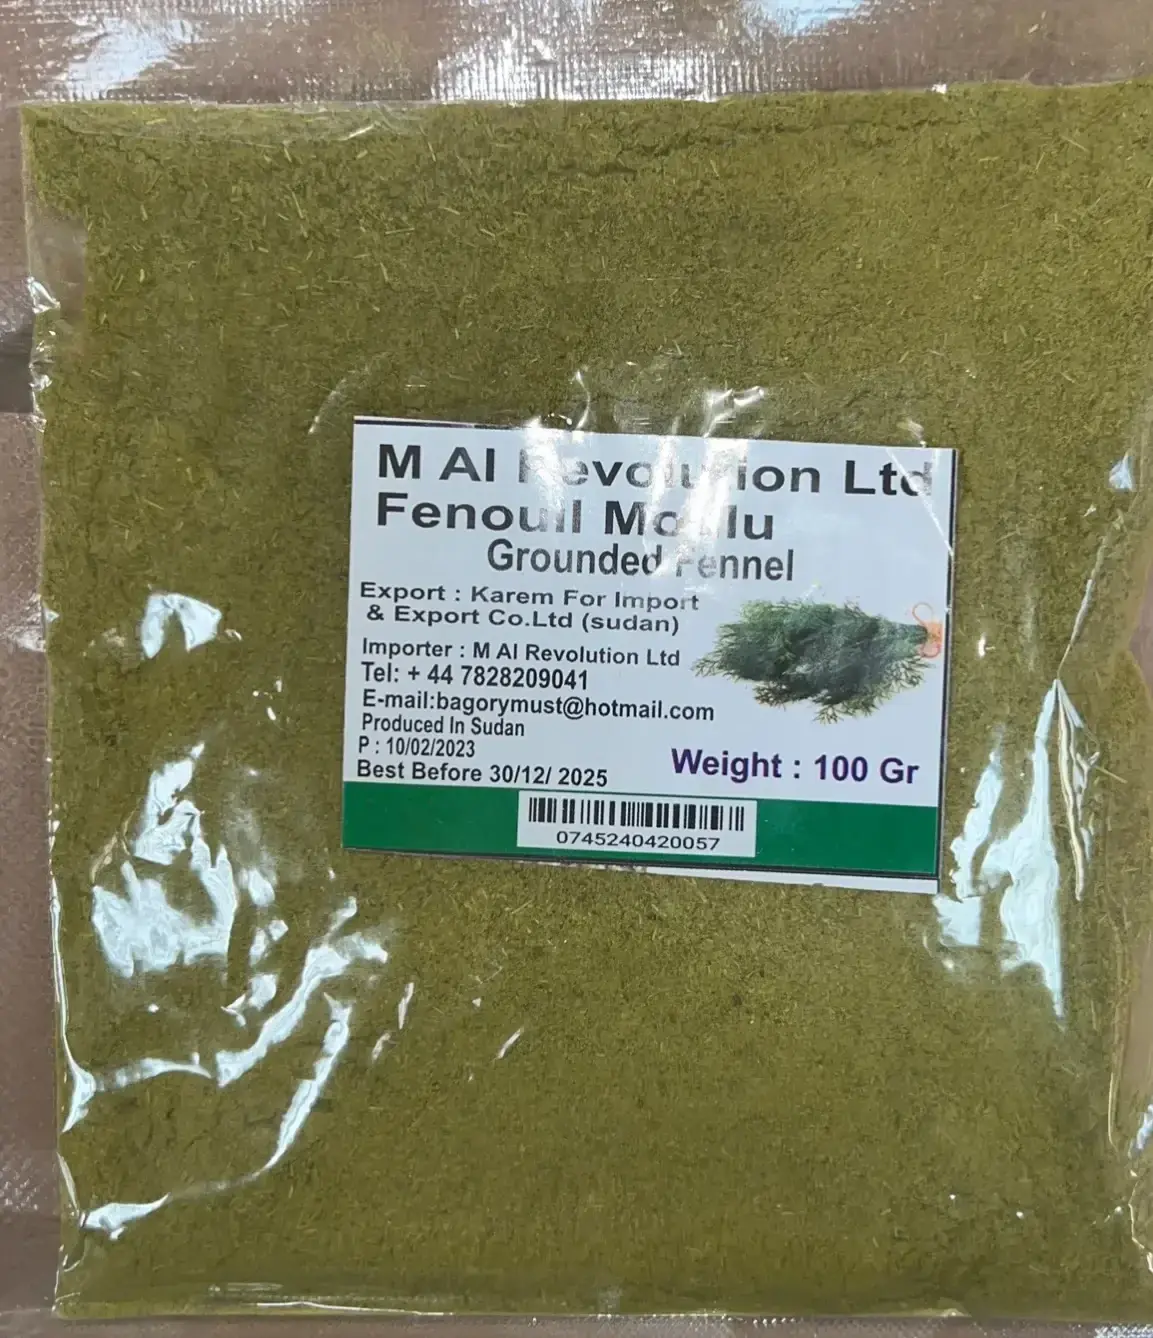 M Al Revolution Ltd
Fenouil Moulu
Grounded Fennel
Export : Karem For Import
& Export Co.Ltd (sudan)
Importer : M Al Revolution Ltd
Tel: + 44 7828209041
E-mail:bagorymust@hotmail.com
Produced In Sudan
P : 10/02/2023
Best Before 30/12/ 2025
Weight : 100 Gr
0745240420057